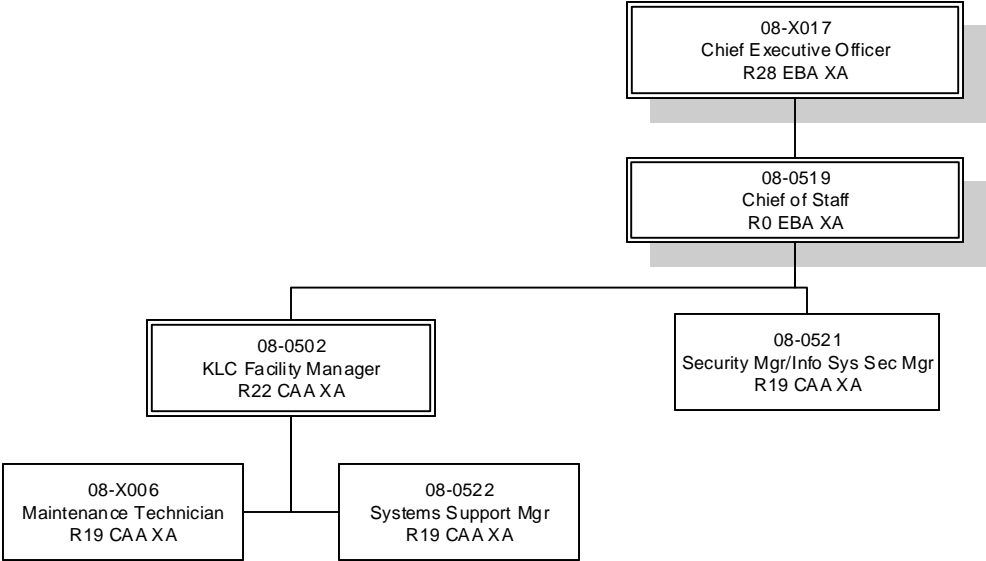 08-X017
Chief Executive Officer
R28 EBA XA
08-0519
Chief of Staff
R0 EBA XA
08-0502
KLC Facility Manager
R22 CAA XA
08-0521
Security Mgr/Info Sys Sec Mgr
R19 CAA XA
08-X006
Maintenance Technician
R19 CAA XA
08-0522
Systems Support Mgr
R19 CAA XA